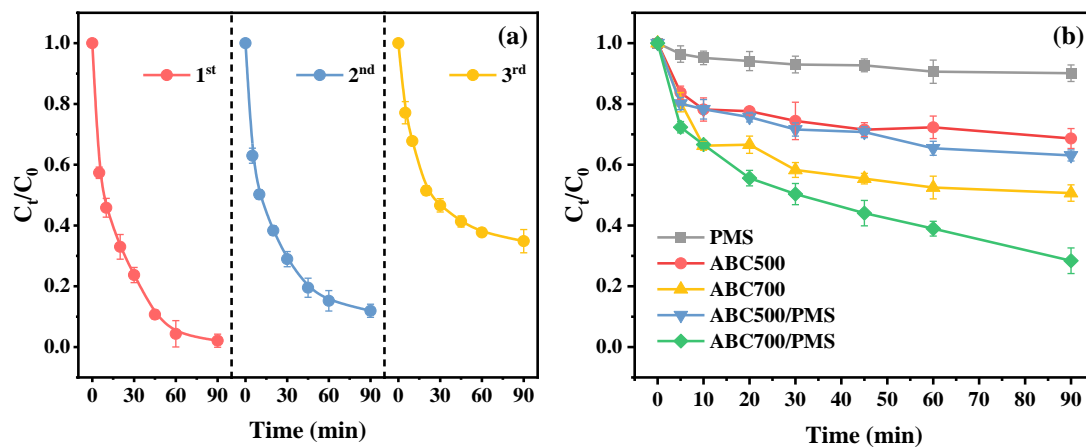 (a)
1st
2nd
3rd
1.0
0.8
0.6
0.4
0.2
0.0
Ct/C0
0 30 60 90 0 30 60 90 0 30 60 90
Time (min)
(b)
1.0
0.8
0.6
0.4
0.2
0.0
Ct/C0
PMS
ABC500
ABC700
ABC500/PMS
ABC700/PMS
0 10 20 30 40 50 60 70 80 90
Time (min)